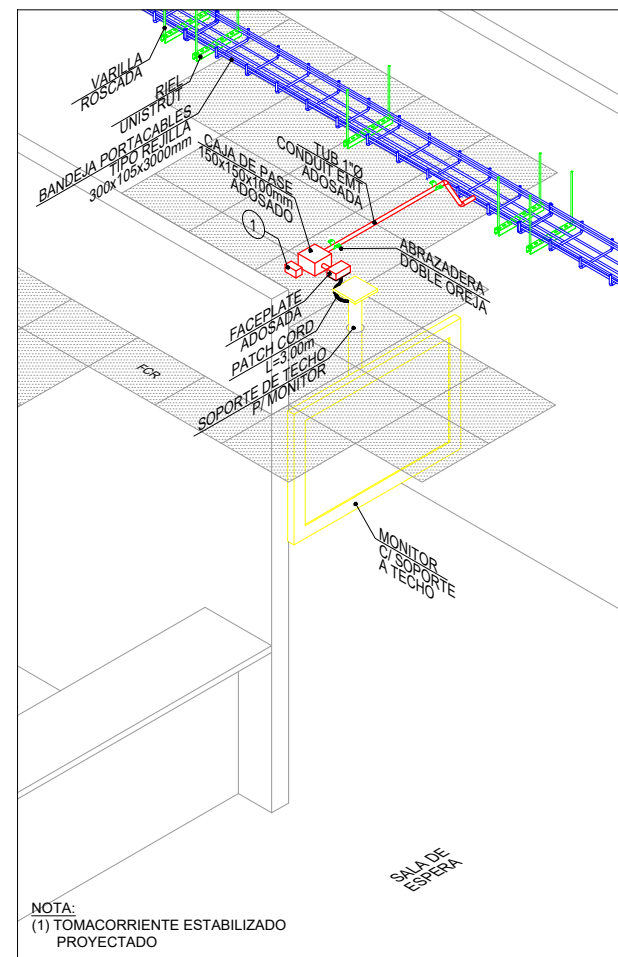 VARILLA
ROSCADA
RIEL
UNISTRUT
BANDEJA PORTACABLES
TIPO REJILLA
300x105x3000mm
CAJA DE PASE
150x150x100mm
ADOSADO
TUB 1"Ø
CONDUIT EMT
ADOSADA
1
ABRAZADERA
DOBLE OREJA
FACEPLATE
ADOSADA
PATCH CORD
L=3.00m
SOPORTE DE TECHO
P/ MONITOR
FCR
MONITOR
C/ SOPORTE
A TECHO
SALA DE
ESPERA
NOTA:
(1) TOMACORRIENTE ESTABILIZADO
PROYECTADO